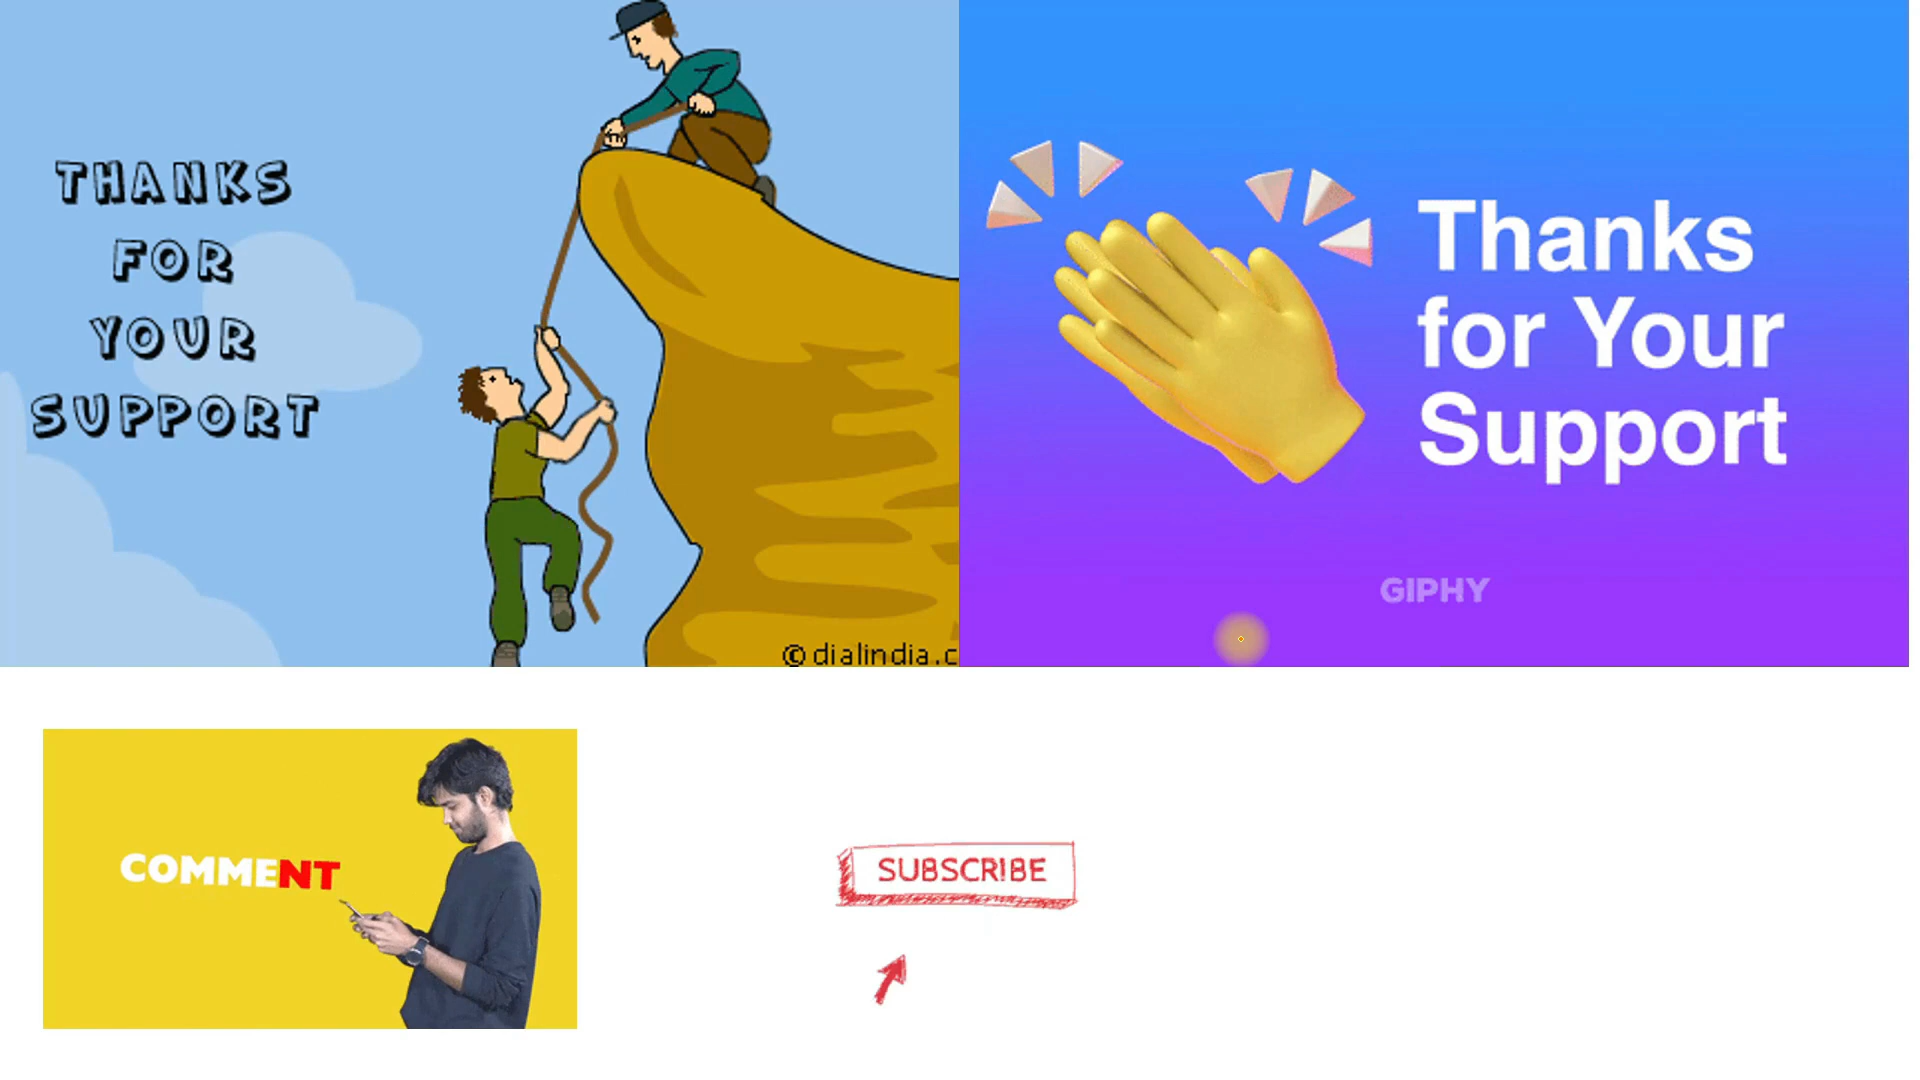 THANKS
FOR
YOUR
SUPPORT
© dialindia.c
Thanks
for Your
Support
GIPHY
COMMENT
SUBSCRIBE